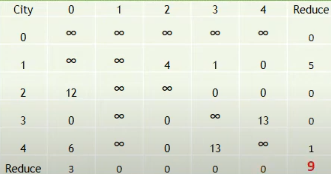 City 0 1 2 3 4 Reduce
0 ∞ ∞ ∞ ∞ ∞ 0
1 ∞ ∞ 4 1 0 5
2 12 ∞ ∞ 0 0 0
3 0 ∞ 0 ∞ 13 0
4 6 ∞ 0 13 ∞ 1
Reduce 3 0 0 0 0 9